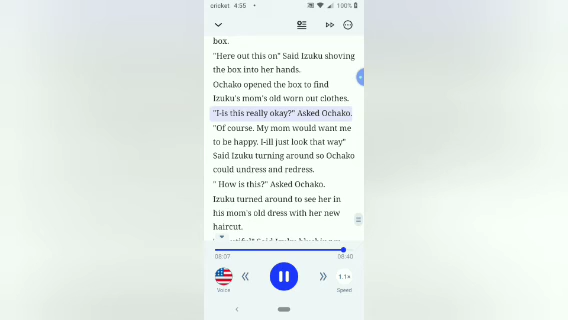 cricket 4:55 • 100%
box.
"Here out this on" Said Izuku shoving
the box into her hands.
Ochako opened the box to find
Izuku's mom's old worn out clothes.
"I-is this really okay?" Asked Ochako.
"Of course. My mom would want me
to be happy. I-ill just look that way"
Said Izuku turning around so Ochako
could undress and redress.
" How is this?" Asked Ochako.
Izuku turned around to see her in
his mom's old dress with her new
haircut.
08:07 08:40
1.1×
Voice Speed